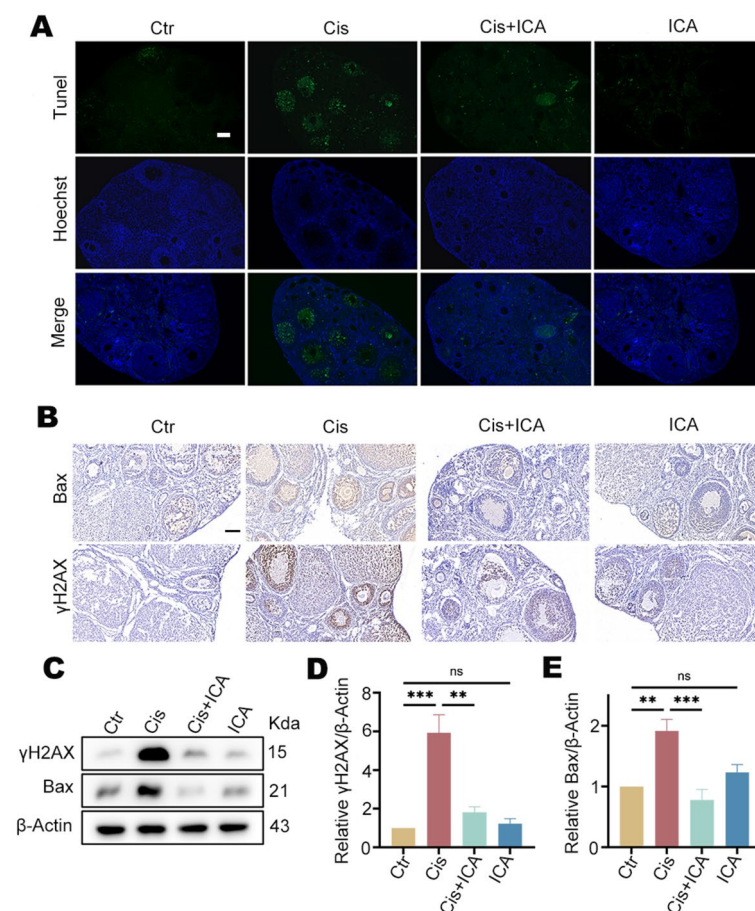 A
Ctr Cis Cis+ICA ICA
Tunel
Hoechst
Merge
B
Ctr Cis Cis+ICA ICA
Bax
γH2AX
C
Ctr Cis Cis+ICA ICA Kda
γH2AX 15
Bax 21
β-Actin 43
D
Relative γH2AX/β-Actin
ns
*** **
8
6
4
2
0
Ctr Cis Cis+ICA ICA
E
Relative Bax/β-Actin
ns
** ***
2
1
0
Ctr Cis Cis+ICA ICA